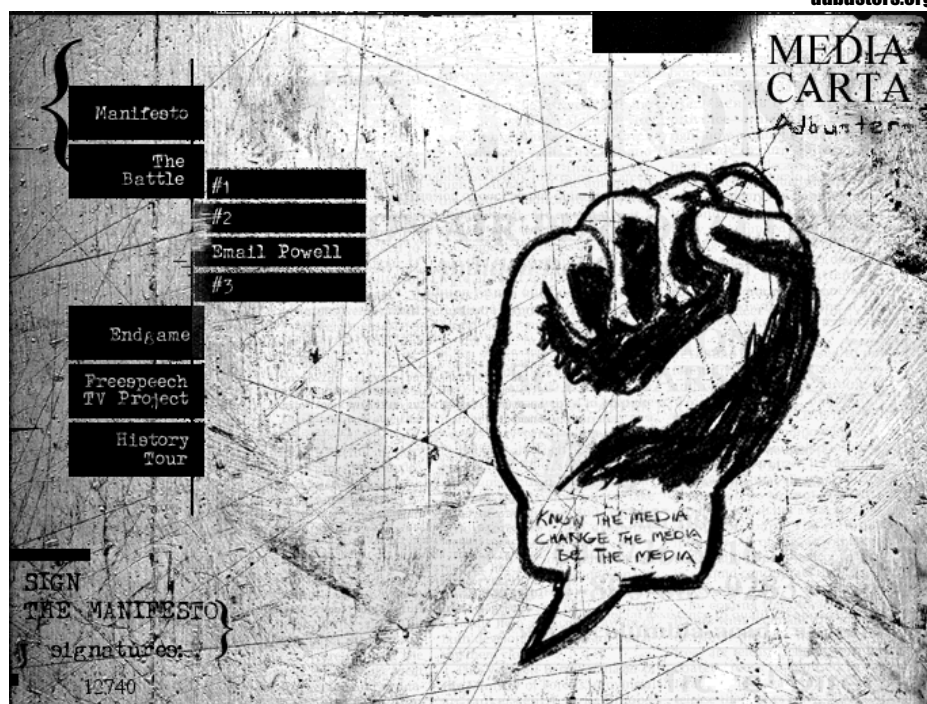 adbusters.org
MEDIA
CARTA
Adbusters
Manifesto
The
Battle
#1
#2
Email Powell
#3
Endgame
Freespeech
TV Project
History
Tour
KNOW THE MEDIA
CHANGE THE MEDIA
BE THE MEDIA
SIGN
THE MANIFESTO
signatures:
12740